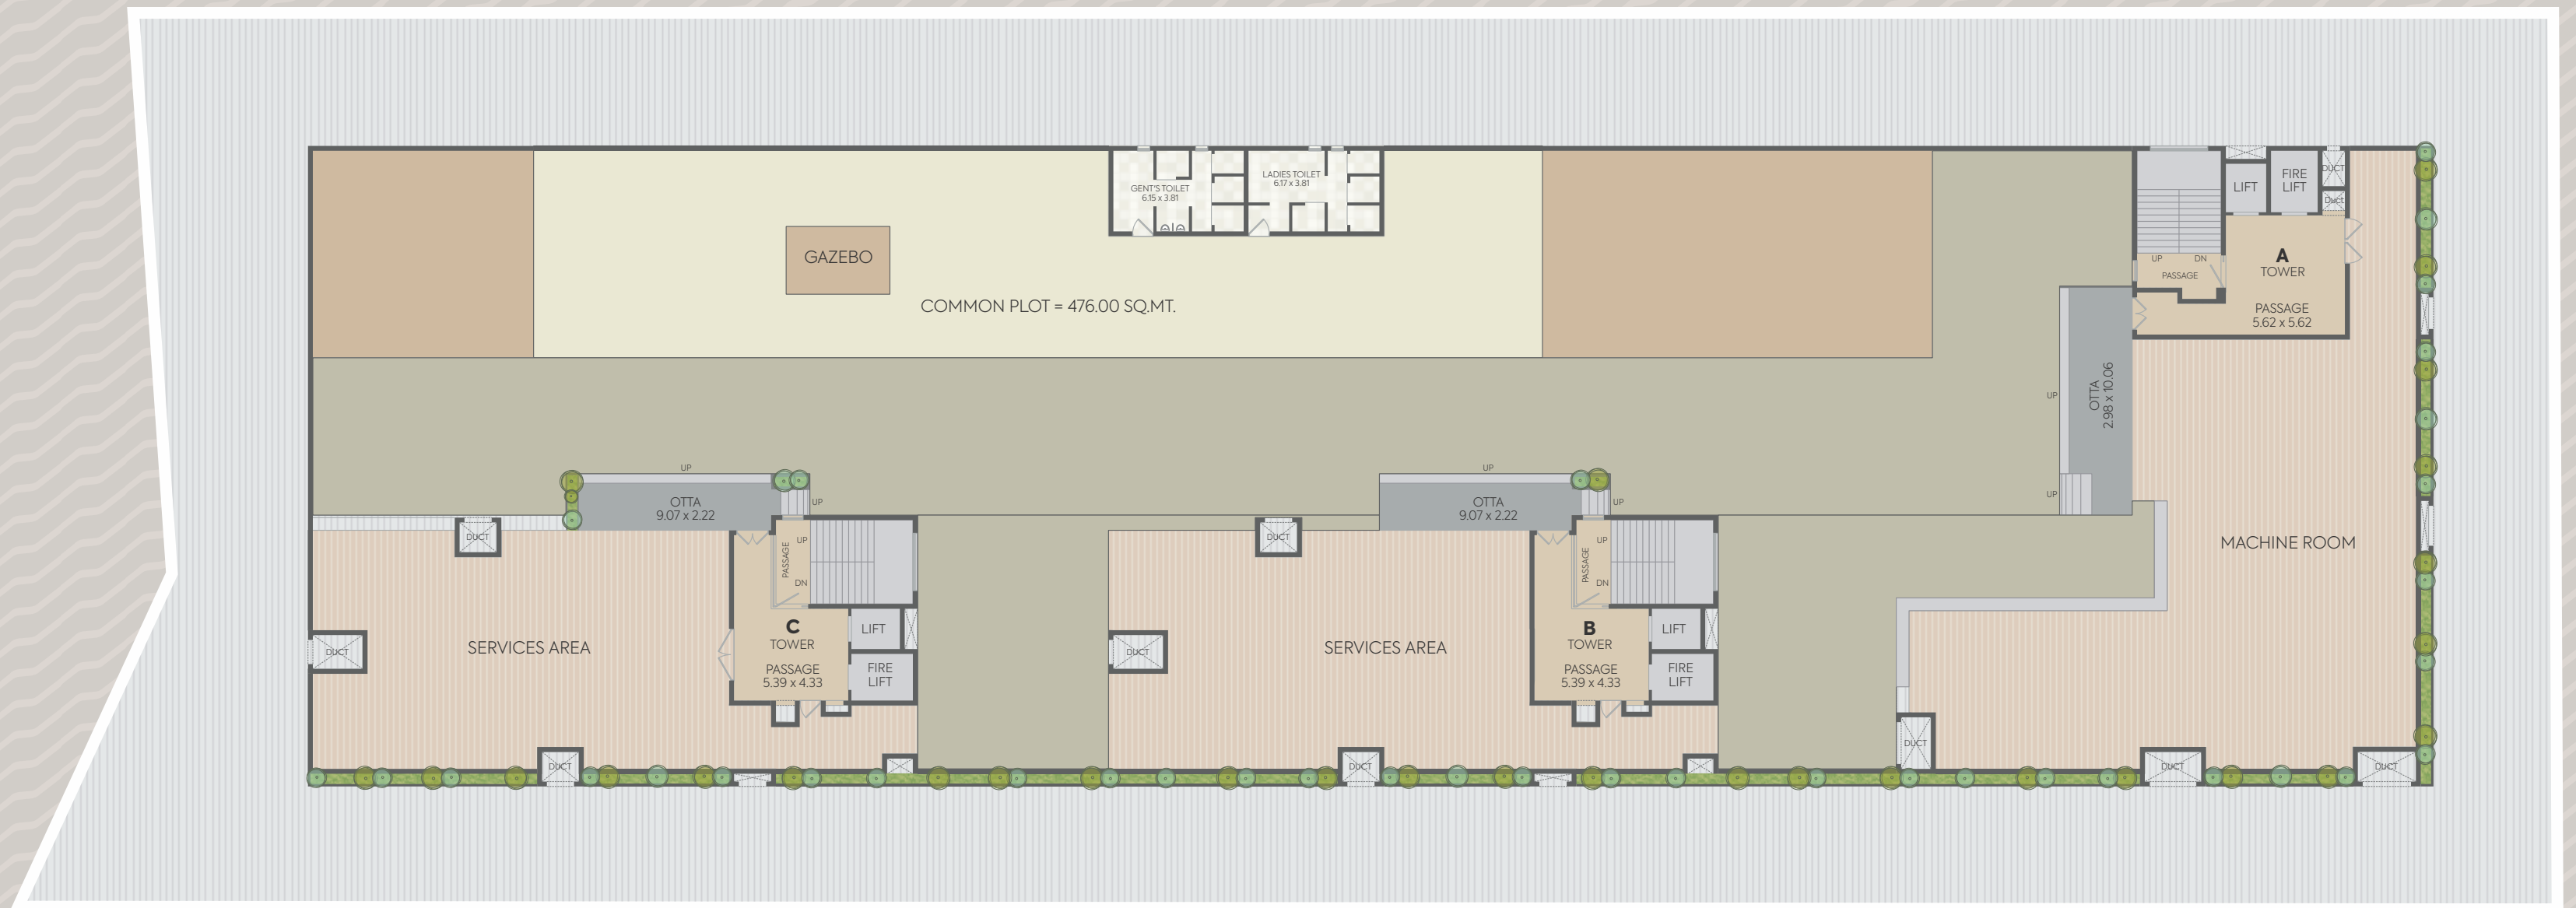 GENT'S TOILET
6.15 x 3.81
LADIES TOILET
6.17 x 3.81
GAZEBO
COMMON PLOT = 476.00 SQ.MT.
LIFT
FIRE
LIFT
DUCT
Duct
UP
DN
PASSAGE
A
TOWER
PASSAGE
5.62 x 5.62
UP
OTTA
2.98 x 10.06
UP
MACHINE ROOM
UP
OTTA
9.07 x 2.22
UP
DUCT
PASSAGE
UP
DN
SERVICES AREA
DUCT
C
TOWER
PASSAGE
5.39 x 4.33
LIFT
FIRE
LIFT
DUCT
UP
OTTA
9.07 x 2.22
UP
DUCT
PASSAGE
UP
DN
SERVICES AREA
DUCT
B
TOWER
PASSAGE
5.39 x 4.33
LIFT
FIRE
LIFT
DUCT
DUCT
DUCT
DUCT